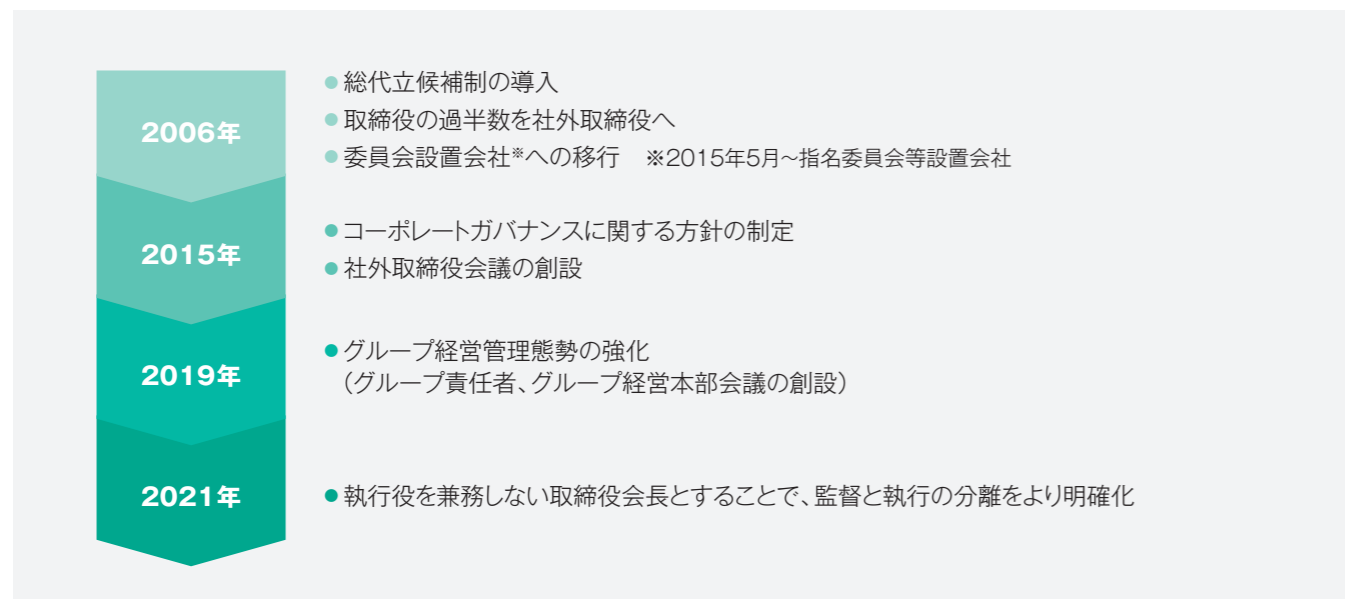 2006年
●総代立候補制の導入
●取締役の過半数を社外取締役へ
●委員会設置会社※への移行　※2015年5月～指名委員会等設置会社
2015年
●コーポレートガバナンスに関する方針の制定
●社外取締役会議の創設
2019年
●グループ経営管理態勢の強化
（グループ責任者、グループ経営本部会議の創設）
2021年
●執行役を兼務しない取締役会長とすることで、監督と執行の分離をより明確化